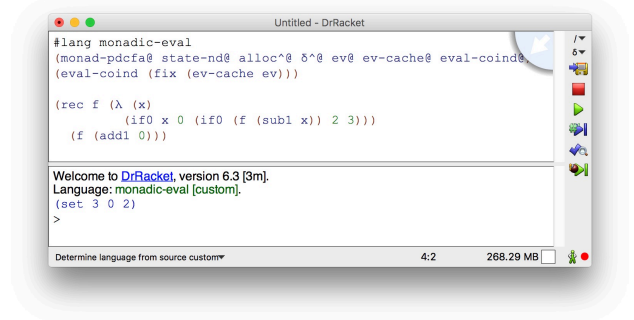 Untitled - DrRacket
#lang monadic-eval
(monad-pdcfa@ state-nd@ alloc^@ δ^@ ev@ ev-cache@ eval-coind@)
(eval-coind (fix (ev-cache ev)))
(rec f (λ (x)
(if0 x 0 (if0 (f (sub1 x)) 2 3)))
(f (add1 0)))
Welcome to DrRacket, version 6.3 [3m].
Language: monadic-eval [custom].
(set 3 0 2)
>
Determine language from source custom▾ 4:2 268.29 MB